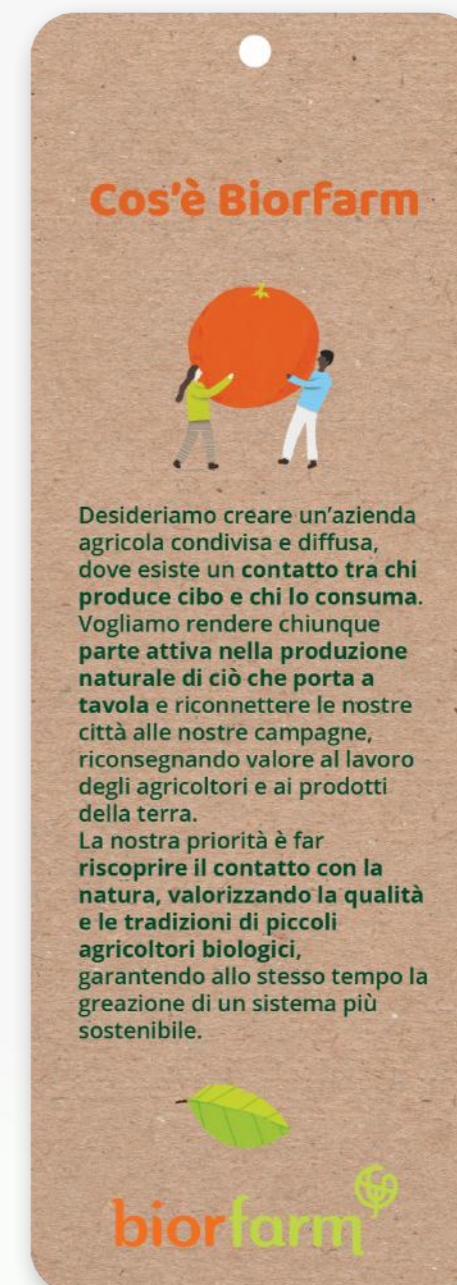 Cos'è Biorfarm
Desideriamo creare un'azienda
agricola condivisa e diffusa,
dove esiste un contatto tra chi
produce cibo e chi lo consuma.
Vogliamo rendere chiunque
parte attiva nella produzione
naturale di ciò che porta a
tavola e riconnettere le nostre
città alle nostre campagne,
riconsegnando valore al lavoro
degli agricoltori e ai prodotti
della terra.
La nostra priorità è far
riscoprire il contatto con la
natura, valorizzando la qualità
e le tradizioni di piccoli
agricoltori biologici,
garantendo allo stesso tempo la
greazione di un sistema più
sostenibile.
biorfarm